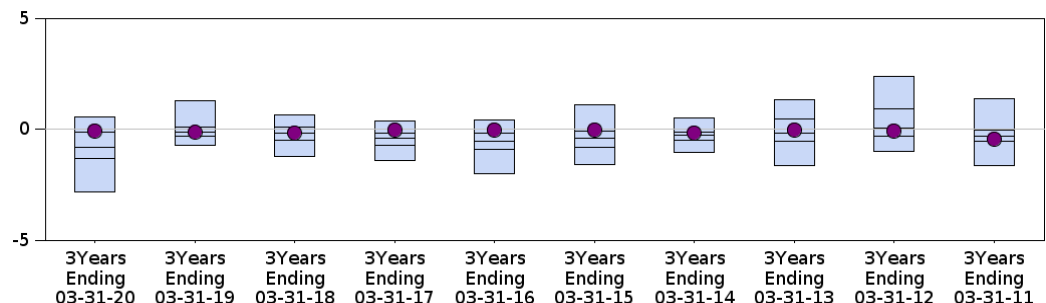 5
0
-5
3Years Ending 03-31-20
3Years Ending 03-31-19
3Years Ending 03-31-18
3Years Ending 03-31-17
3Years Ending 03-31-16
3Years Ending 03-31-15
3Years Ending 03-31-14
3Years Ending 03-31-13
3Years Ending 03-31-12
3Years Ending 03-31-11